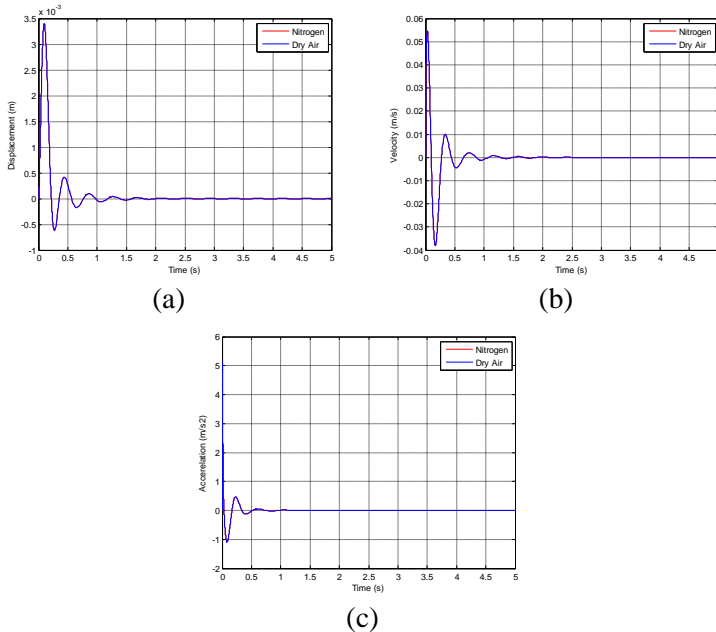 x 10⁻³
3.5
3
2.5
2
1.5
1
0.5
0
-0.5
-1
Displacement (m)
Nitrogen
Dry Air
0 0.5 1 1.5 2 2.5 3 3.5 4 4.5 5
Time (s)
(a)
0.06
0.05
0.04
0.03
0.02
0.01
0
-0.01
-0.02
-0.03
-0.04
Velocity (m/s)
Nitrogen
Dry Air
0 0.5 1 1.5 2 2.5 3 3.5 4 4.5
Time (s)
(b)
6
5
4
3
2
1
0
-1
-2
Accerelation (m/s2)
Nitrogen
Dry Air
0 0.5 1 1.5 2 2.5 3 3.5 4 4.5 5
Time (s)
(c)